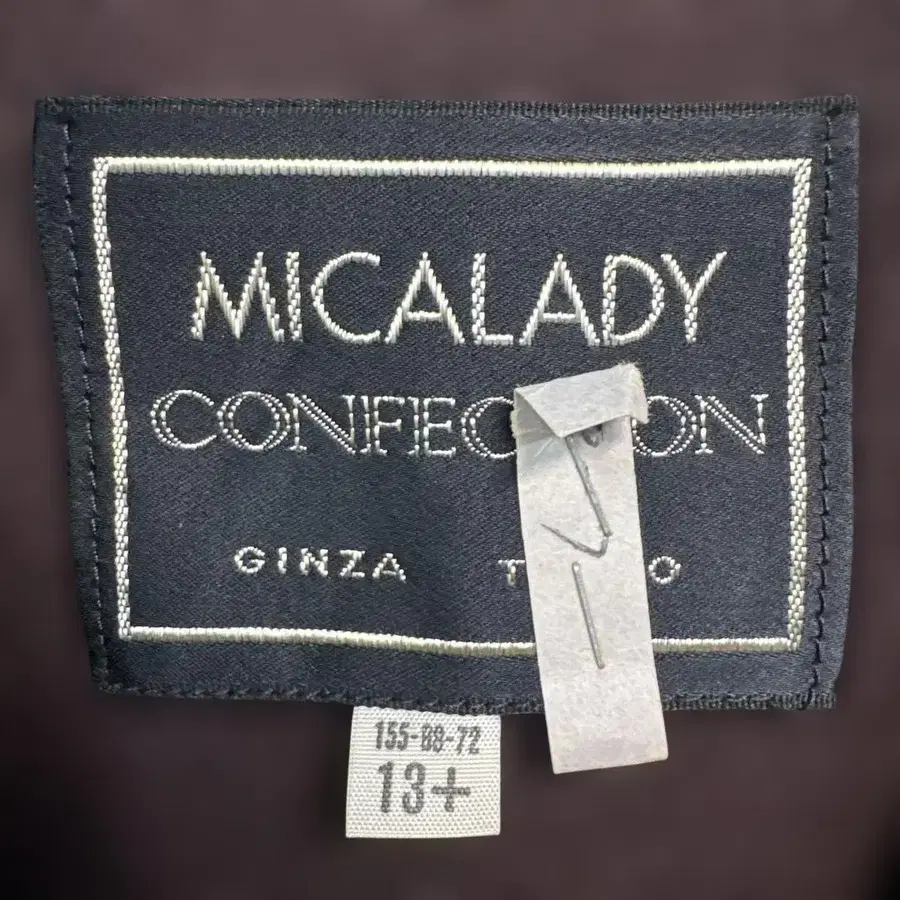 MICALADY
CONFEC ON
GINZA T O
155-88-72
13+